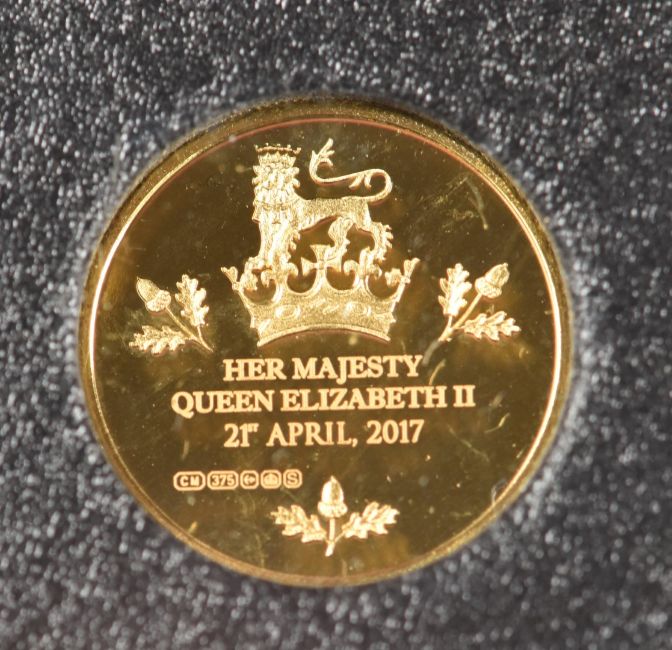 HER MAJESTY
QUEEN ELIZABETH II
21ST APRIL, 2017
CM 375 S